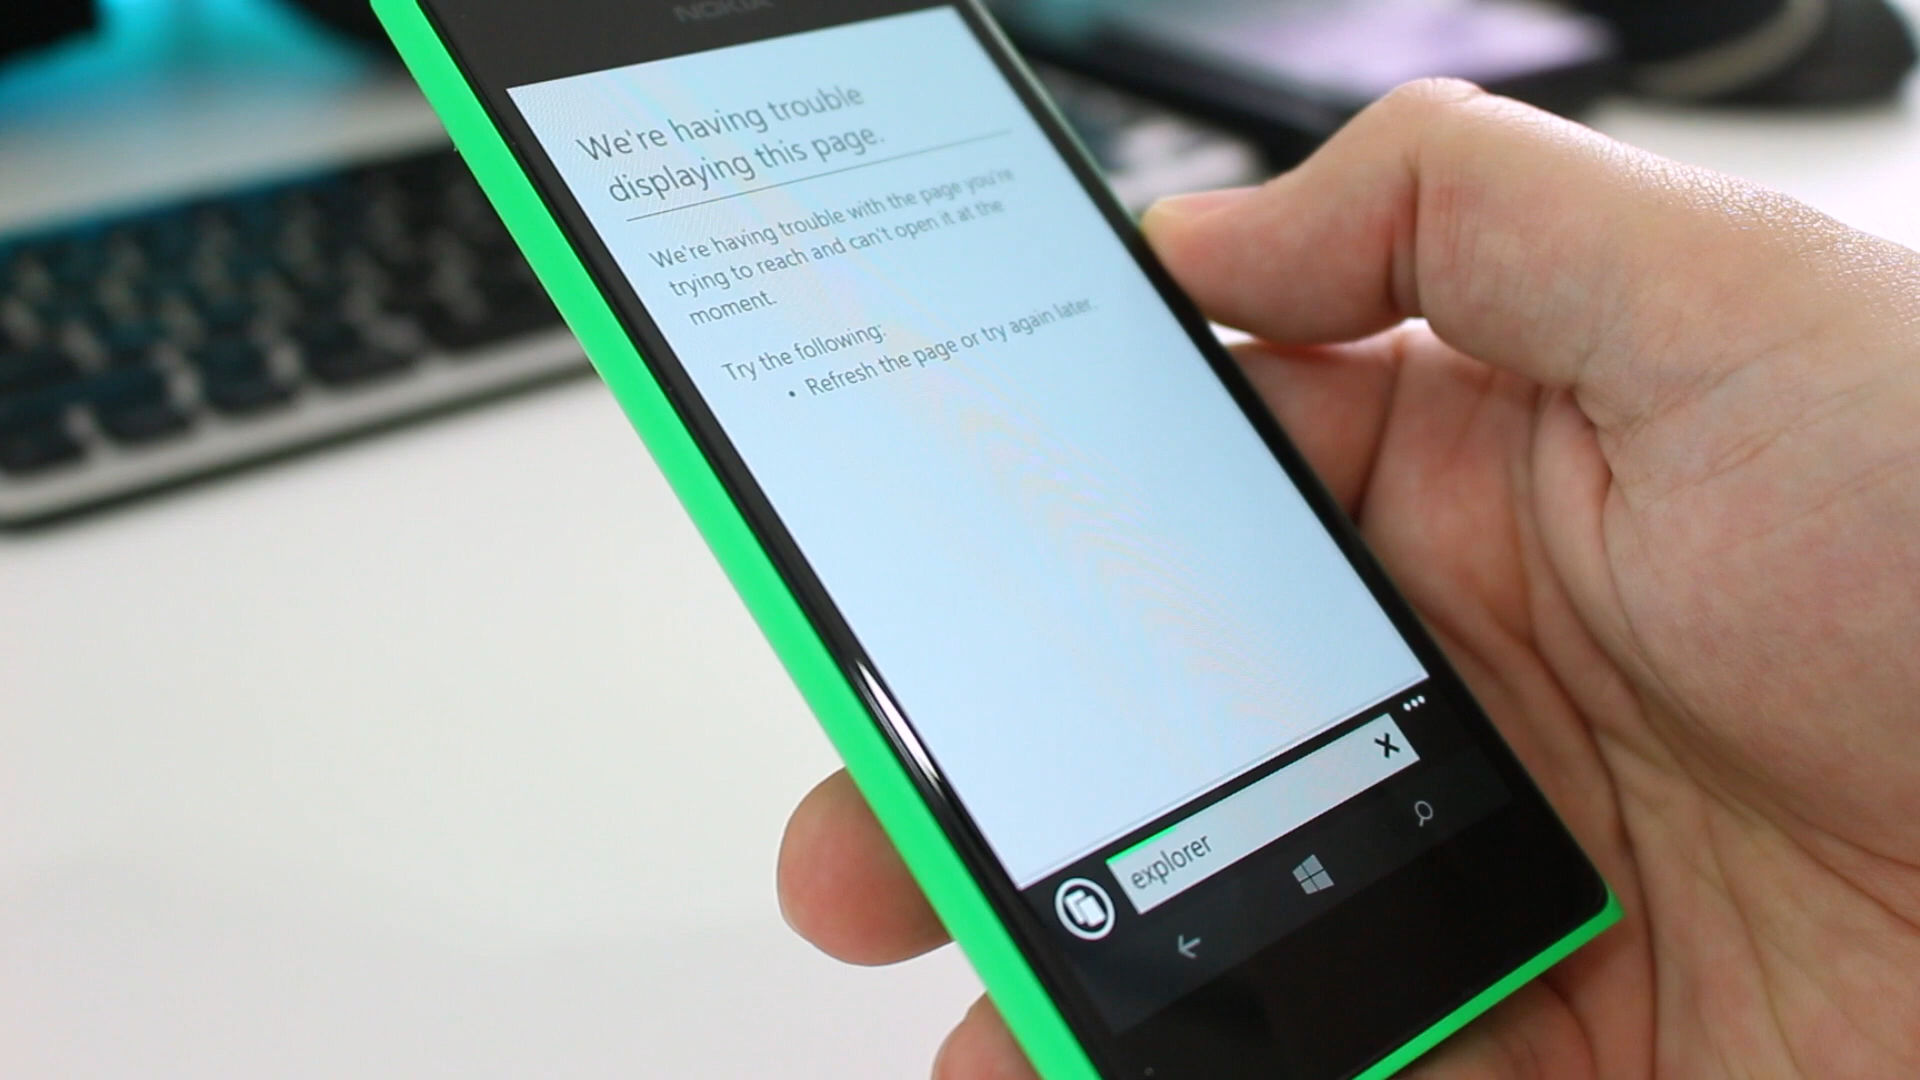 NOKIA
We're having trouble
displaying this page.
We're having trouble with the page you're
trying to reach and can't open it at the
moment.
Try the following:
• Refresh the page or try again later.
explorer